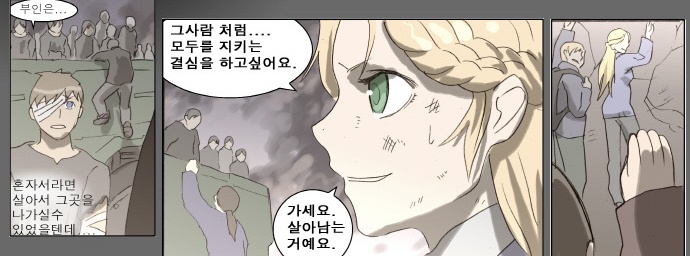 부인은...
혼자서라면
살아서 그곳을
나가실수
있었을텐데....
그사람 처럼....
모두를 지키는
결심을 하고싶어요.
가세요.
살아남는
거예요.